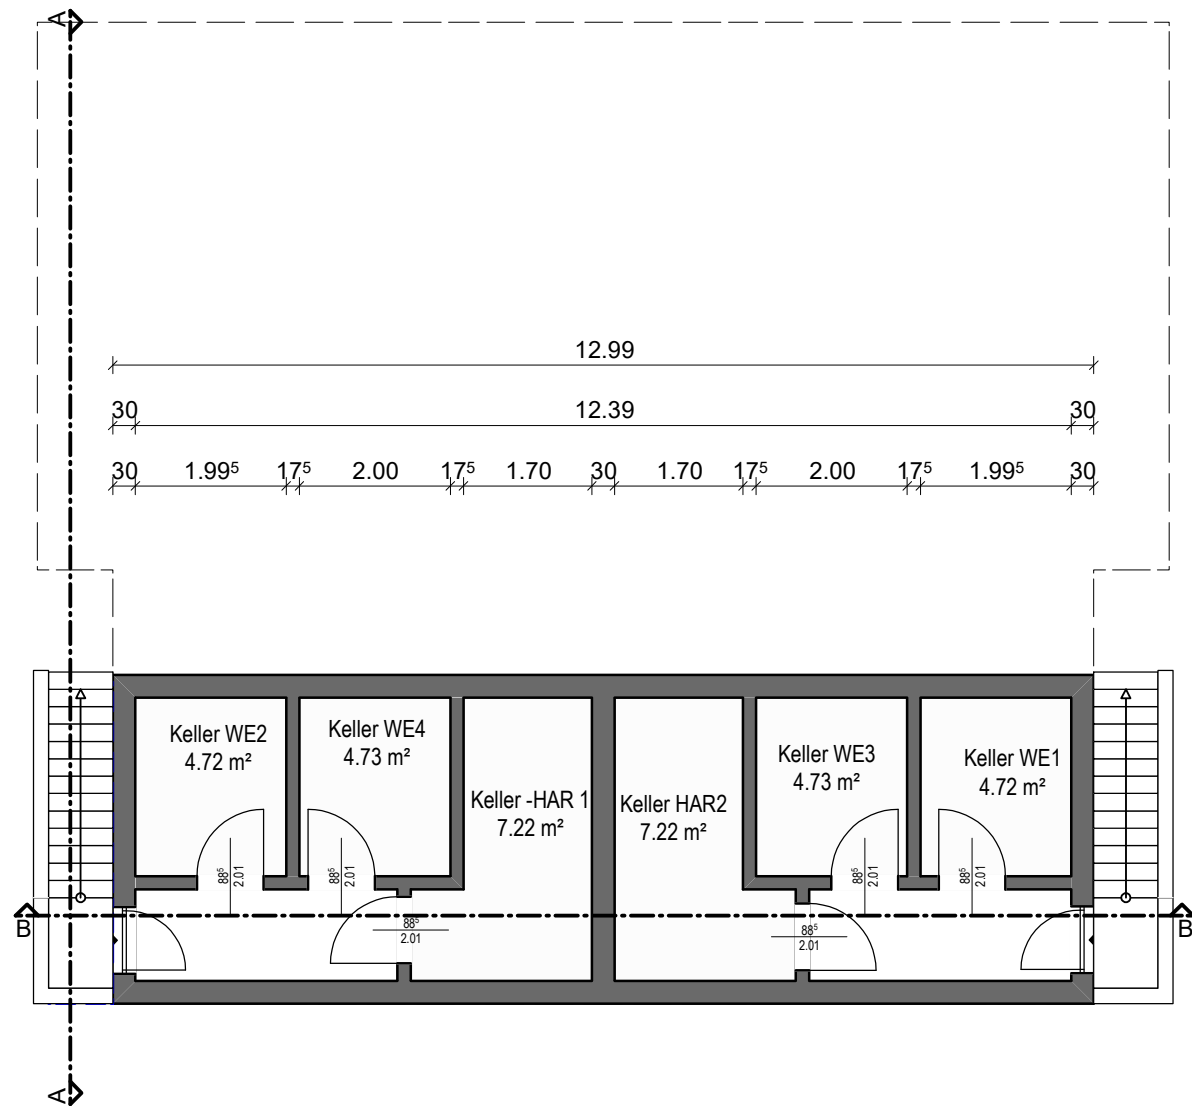 A
12.99
30 12.39 30
30 1.99⁵ 17⁵ 2.00 17⁵ 1.70 30 1.70 17⁵ 2.00 17⁵ 1.99⁵ 30
Keller WE2
4.72 m²
Keller WE4
4.73 m²
Keller -HAR 1
7.22 m²
Keller HAR2
7.22 m²
Keller WE3
4.73 m²
Keller WE1
4.72 m²
88⁵
2.01
88⁵
2.01
88⁵
2.01
88⁵
2.01
88⁵
2.01
88⁵
2.01
B
B
A